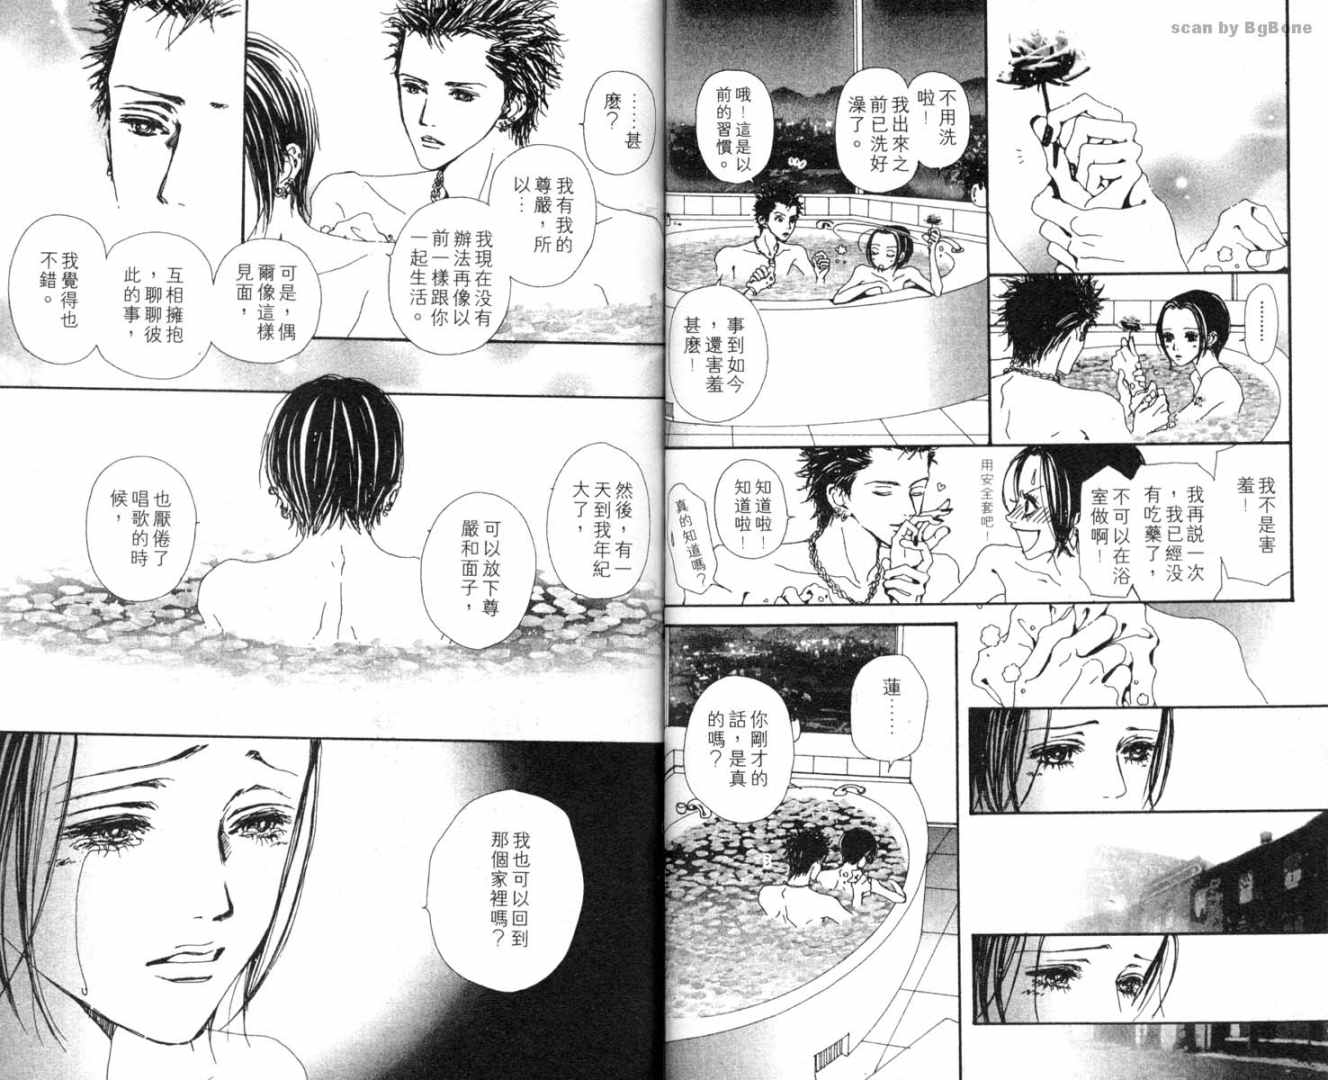 scan by BgBone
不用洗
啦！
我出來之
前已洗好
澡了。
哦！這是以
前的習慣。
………
事到如今
，還害羞
甚麼！
我不是害
羞！
我再說一次
，我已經沒
有吃藥了，
不可以在浴
室做啊！
用安全套吧！
知道啦！
知道啦！
真的知道嗎？
蓮……
你剛才的
話，是真
的嗎？
……甚
麼？
我有我的
尊嚴，所
以…
我現在没有
辦法再像以
前一樣跟你
一起生活。
可是，偶
爾像這樣
見面，
互相擁抱
，聊聊彼
此的事，
我覺得也
不錯。
然後，有一
天到我年紀
大了，
可以放下尊
嚴和面子，
也厭倦了
唱歌的時
候，
我也可以回到
那個家裡嗎？